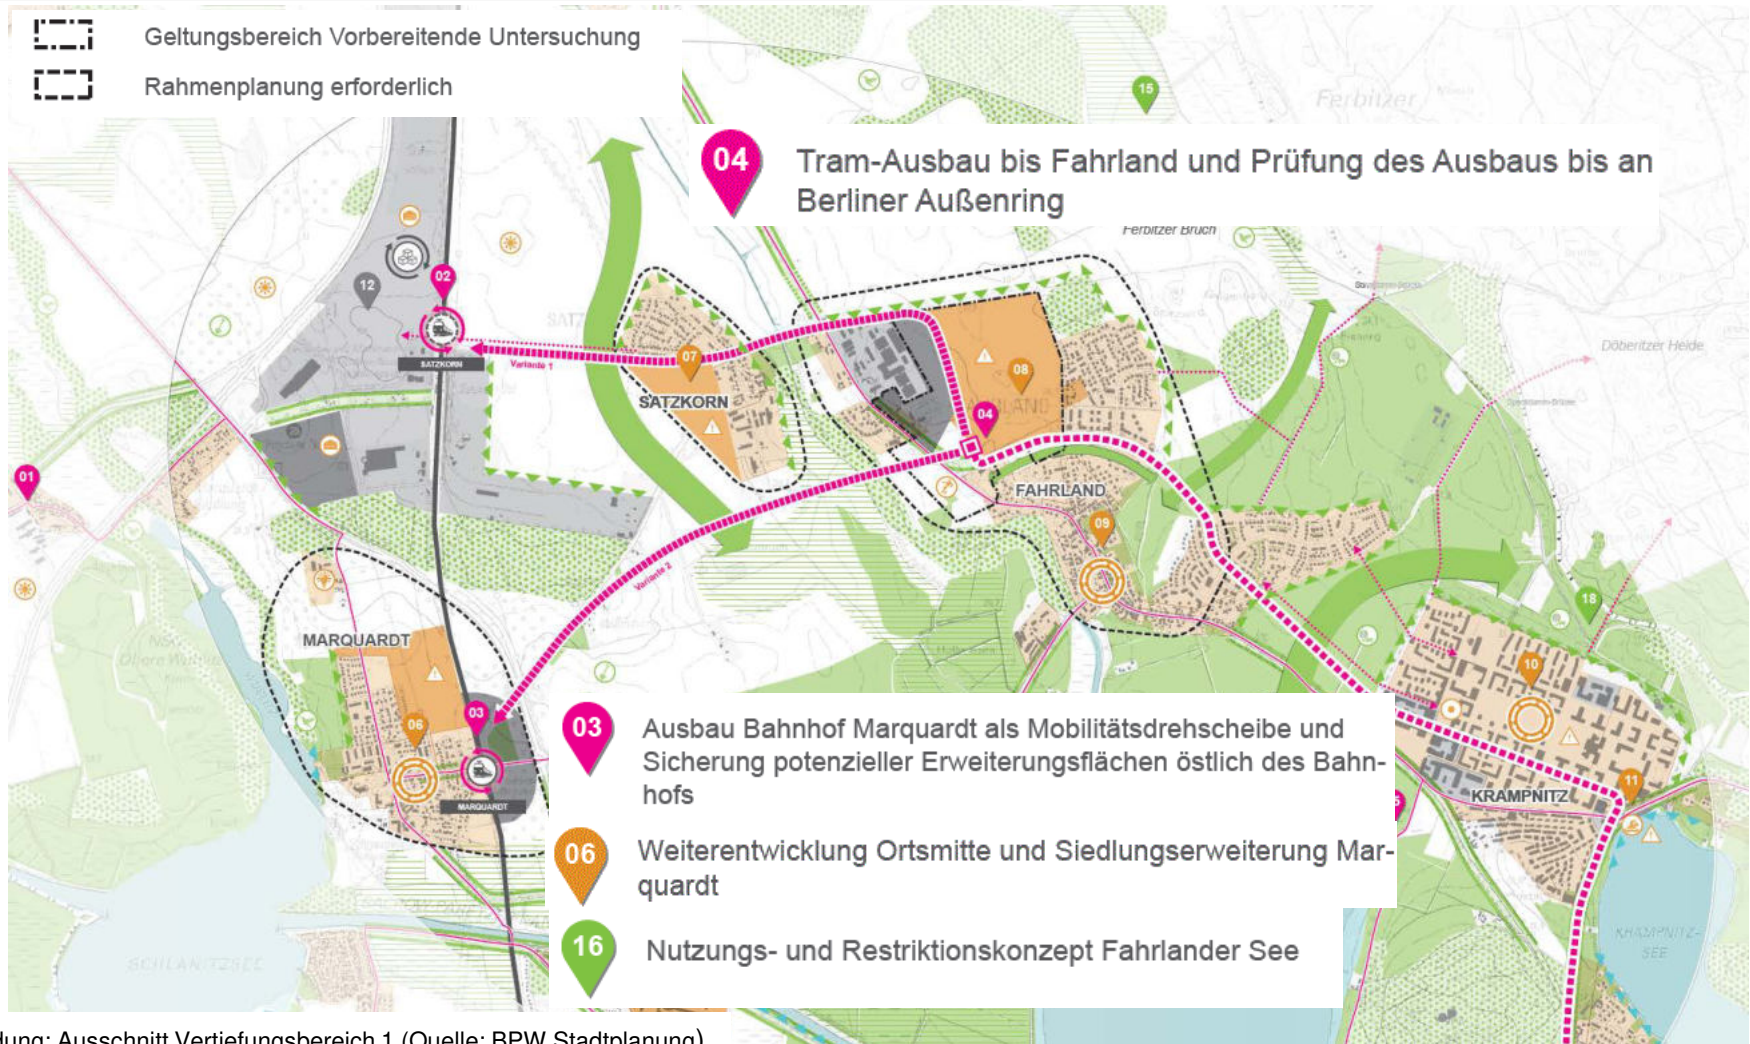 Geltungsbereich Vorbereitende Untersuchung
Rahmenplanung erforderlich
15
Ferbitzer
04
Tram-Ausbau bis Fahrland und Prüfung des Ausbaus bis an
Berliner Außenring
Ferbitzer Bruch
12
02
SATZKORN
Variante 1
07
SATZKORN
08
04
Döberitzer Heide
01
FAHRLAND
09
Variante 2
18
MARQUARDT
06
03
MARQUARDT
10
11
KRAMPNITZ
03
Ausbau Bahnhof Marquardt als Mobilitätsdrehscheibe und
Sicherung potenzieller Erweiterungsflächen östlich des Bahn-
hofs
06
Weiterentwicklung Ortsmitte und Siedlungserweiterung Mar-
quardt
16
Nutzungs- und Restriktionskonzept Fahrlander See
SCHLÄNITZSEE
KRAMPNITZ-
SEE
dung: Ausschnitt Vertiefungsbereich 1 (Quelle: BPW Stadtplanung)